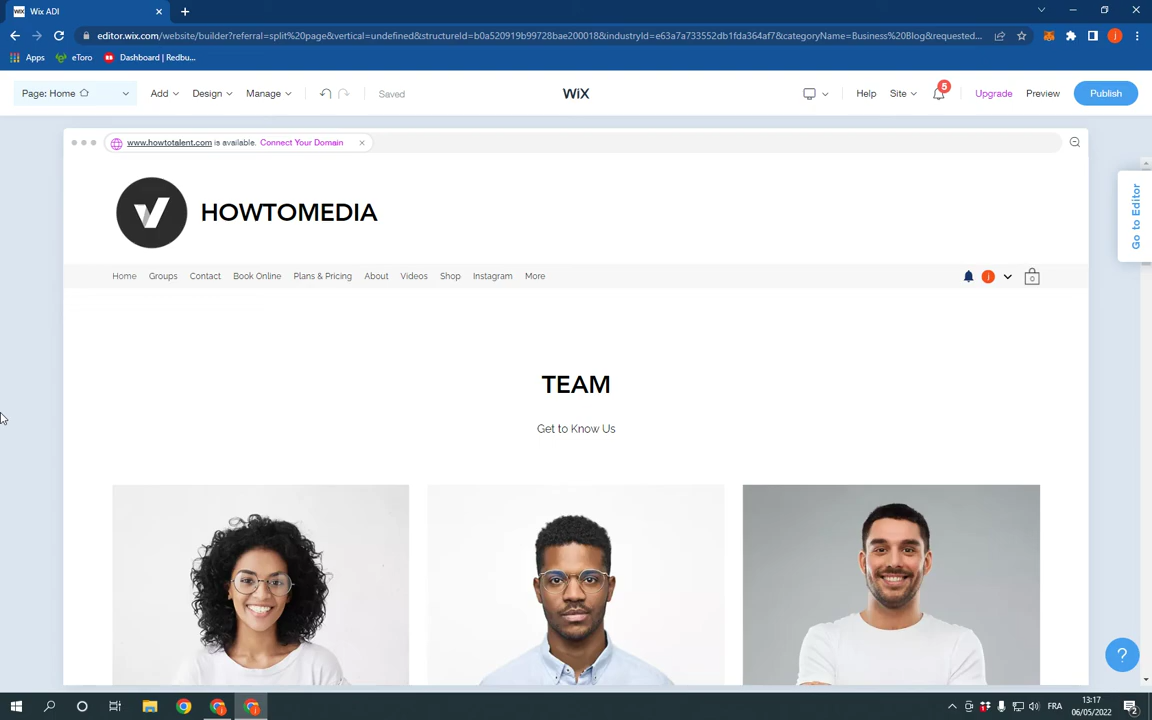 Wix ADI
editor.wix.com/website/builder?referral=split%20page&vertical=undefined&structureId=b0a520919b99728bae200018&industryId=e63a7a733552db1fda364af7&categoryName=Business%20Blog&requested...
Apps eToro Dashboard | Redbu...
Page: Home Add Design Manage Saved WiX Help Site 5 Upgrade Preview Publish
www.howtotalent.com is available. Connect Your Domain
Go to Editor
HOWTOMEDIA
Home Groups Contact Book Online Plans & Pricing About Videos Shop Instagram More j 0
TEAM
Get to Know Us
?
FRA 13:17
06/05/2022 2